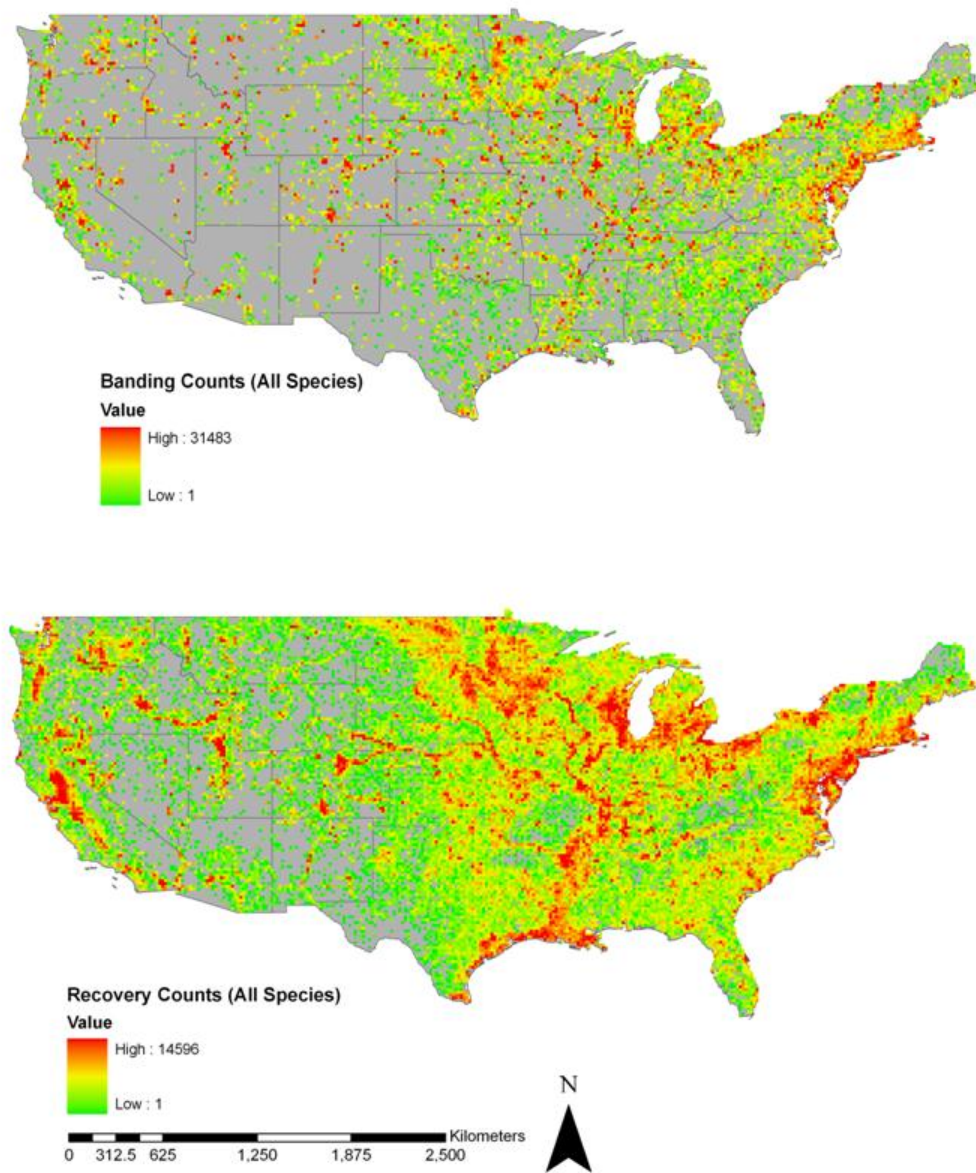 Banding Counts (All Species)
Value
High : 31483
Low : 1
Recovery Counts (All Species)
Value
High : 14596
Low : 1
N
Kilometers
0 312.5 625 1,250 1,875 2,500